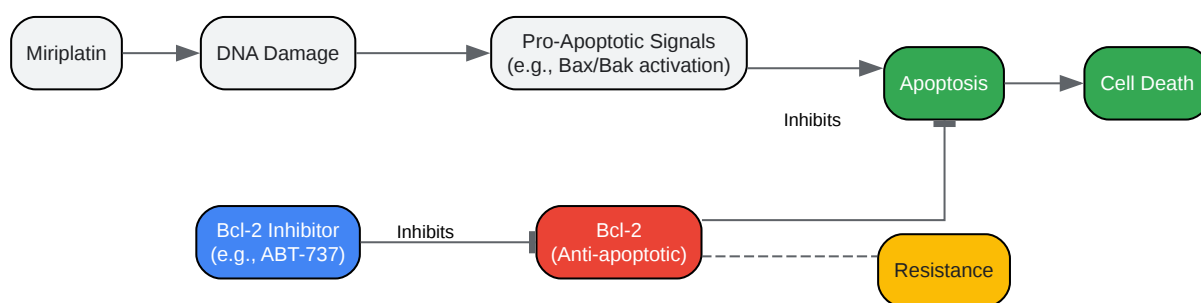 Miriplatin
DNA Damage
Pro-Apoptotic Signals
(e.g., Bax/Bak activation)
Apoptosis
Cell Death
Inhibits
Bcl-2 Inhibitor
(e.g., ABT-737)
Inhibits
Bcl-2
(Anti-apoptotic)
Resistance